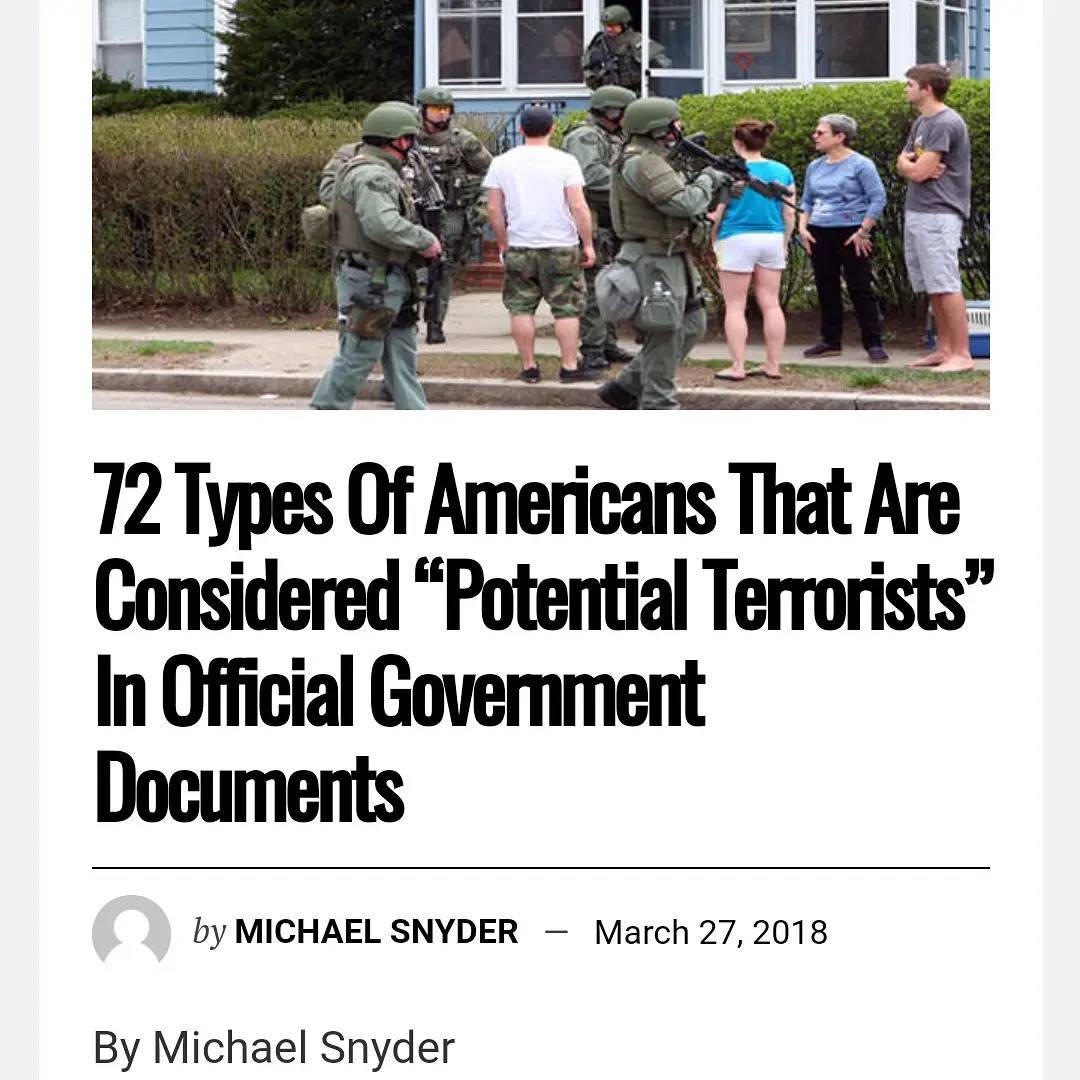 72 Types Of Americans That Are
Considered “Potential Terrorists”
In Official Government
Documents
by MICHAEL SNYDER — March 27, 2018
By Michael Snyder